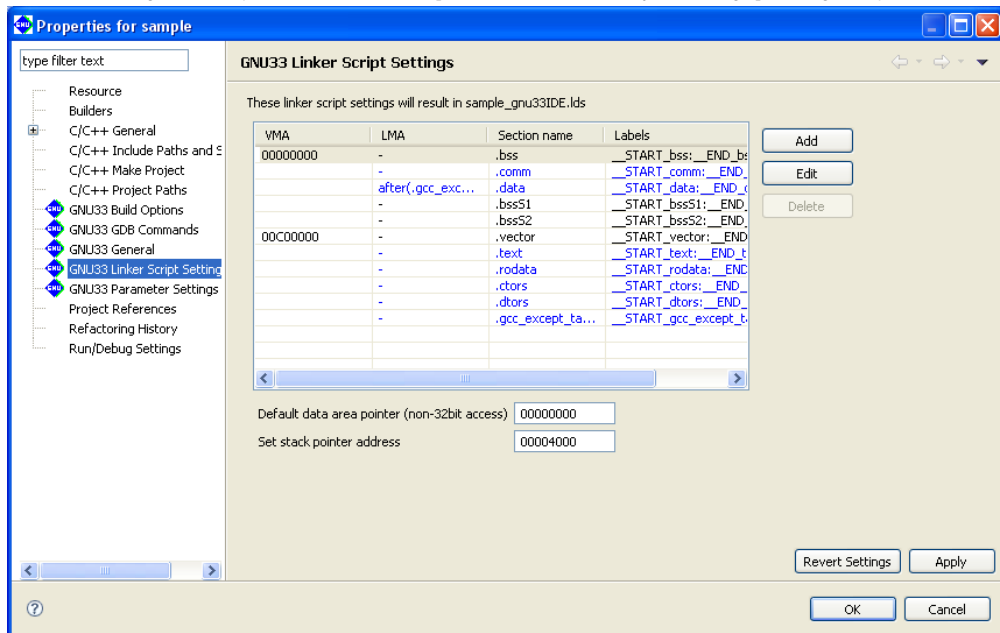 Properties for sample
type filter text
GNU33 Linker Script Settings
Resource
Builders
C/C++ General
C/C++ Include Paths and S
C/C++ Make Project
C/C++ Project Paths
GNU33 Build Options
GNU33 GDB Commands
GNU33 General
GNU33 Linker Script Setting
GNU33 Parameter Settings
Project References
Refactoring History
Run/Debug Settings
These linker script settings will result in sample_gnu33IDE.lds
VMA LMA Section name Labels
00000000 - .bss __START_bss:__END_bs
- .comm __START_comm:__END_
after(.gcc_exc... .data __START_data:__END_
- .bssS1 __START_bssS1:__END_
- .bssS2 __START_bssS2:__END_
00C00000 - .vector __START_vector:__END
- .text __START_text:__END_t
- .rodata __START_rodata:__END
- .ctors __START_ctors:__END_
- .dtors __START_dtors:__END_
- .gcc_except_ta... __START_gcc_except_t
Add
Edit
Delete
Default data area pointer (non-32bit access) 00000000
Set stack pointer address 00004000
Revert Settings Apply
OK Cancel